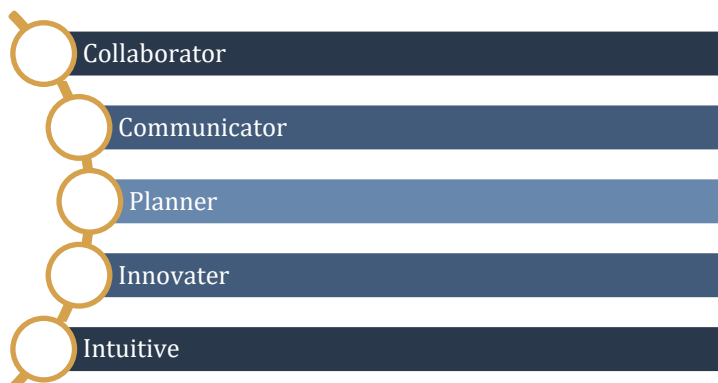 Collaborator
Communicator
Planner
Innovater
Intuitive